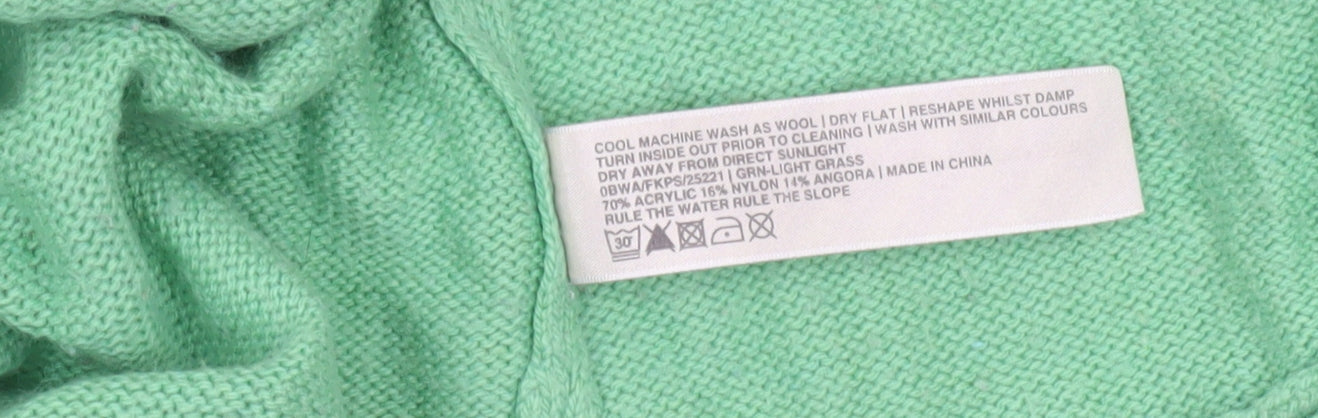 COOL MACHINE WASH AS WOOL | DRY FLAT | RESHAPE WHILST DAMP
TURN INSIDE OUT PRIOR TO CLEANING | WASH WITH SIMILAR COLOURS
DRY AWAY FROM DIRECT SUNLIGHT
0BWA/FKPS/25221 | GRN-LIGHT GRASS
70% ACRYLIC 16% NYLON 14% ANGORA | MADE IN CHINA
RULE THE WATER RULE THE SLOPE
30°